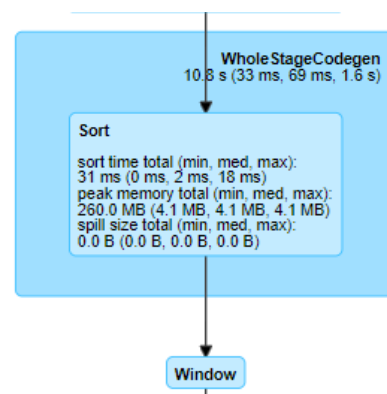 WholeStageCodegen
10.8 s (33 ms, 69 ms, 1.6 s)
Sort
sort time total (min, med, max):
31 ms (0 ms, 2 ms, 18 ms)
peak memory total (min, med, max):
260.0 MB (4.1 MB, 4.1 MB, 4.1 MB)
spill size total (min, med, max):
0.0 B (0.0 B, 0.0 B, 0.0 B)
Window